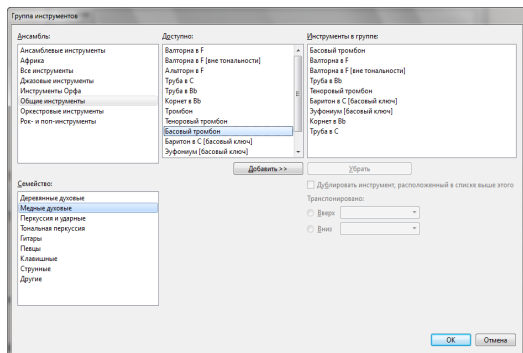 Группа инструментов
Ансамбль:
Ансамблевые инструменты
Африка
Все инструменты
Джазовые инструменты
Инструменты Орфа
Общие инструменты
Оркестровые инструменты
Рок- и поп-инструменты
Доступно:
Валторна в F
Валторна в F [вне тональности]
Альтгорн в F
Труба в C
Труба в Bb
Корнет в Bb
Тромбон
Теноровый тромбон
Басовый тромбон
Баритон в C [басовый ключ]
Эуфониум [басовый ключ]
Инструменты в группе:
Басовый тромбон
Валторна в F
Валторна в F [вне тональности]
Труба в Bb
Теноровый тромбон
Баритон в C [басовый ключ]
Эуфониум [басовый ключ]
Корнет в Bb
Труба в C
Добавить >>
Убрать
Семейство:
Деревянные духовые
Медные духовые
Перкуссия и ударные
Тональная перкуссия
Гитары
Певцы
Клавишные
Струнные
Другие
Дублировать инструмент, расположенный в списке выше этого
Транспонировано:
Вверх
Вниз
ОК
Отмена